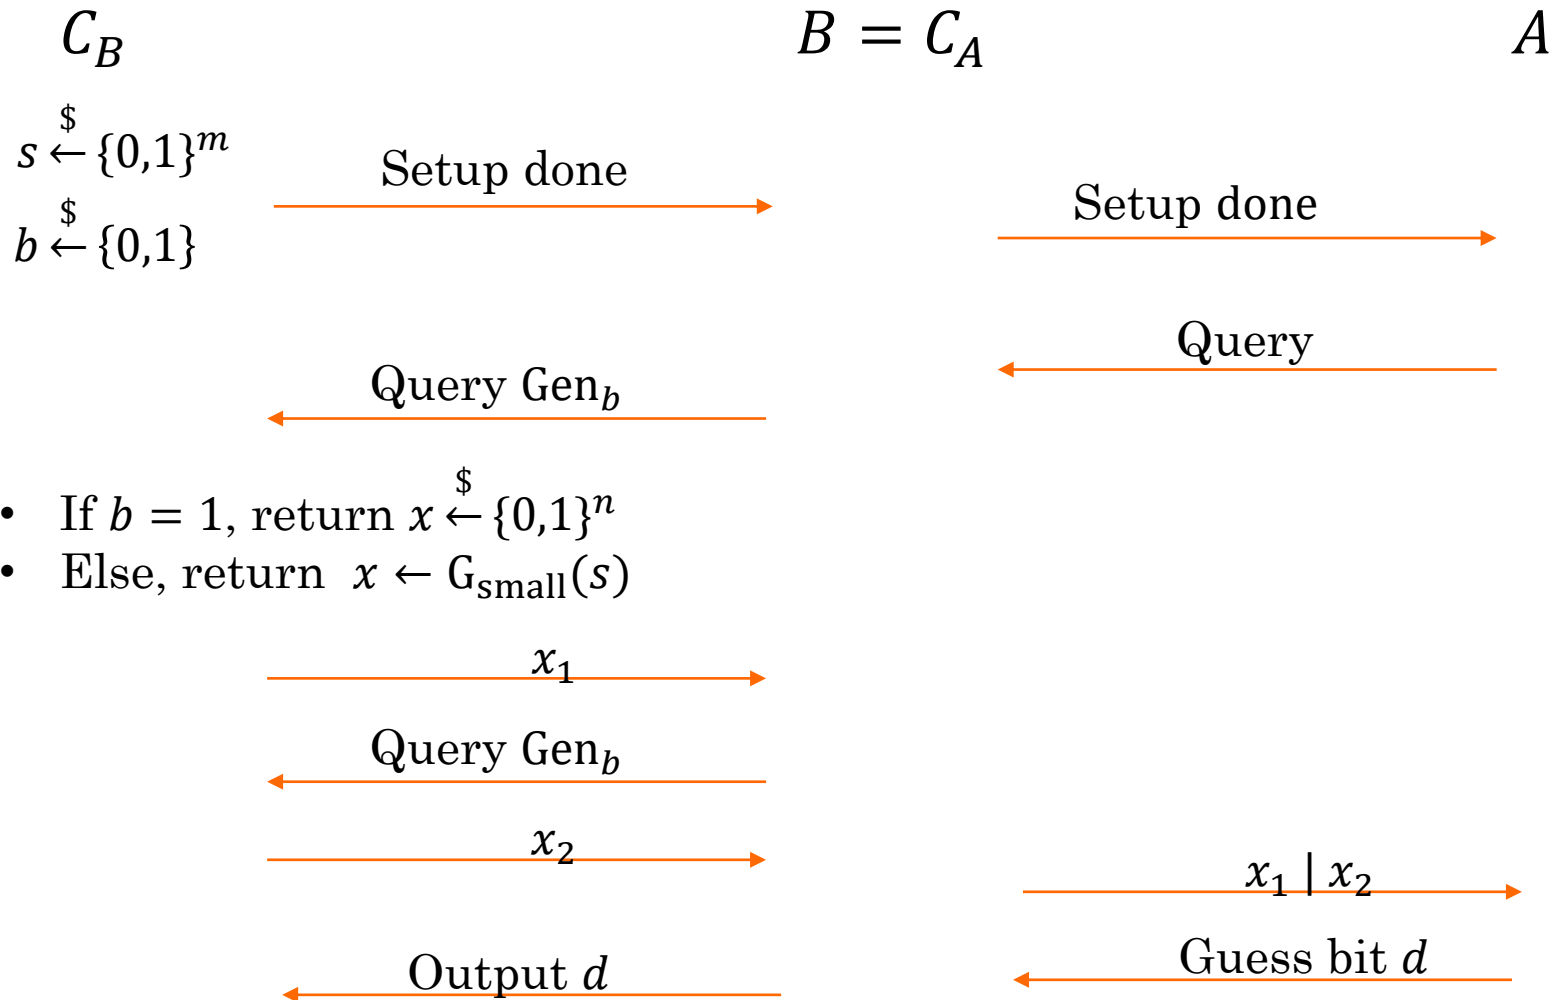 C_B B = C_A A
s ←$ {0,1}^m
Setup done
Setup done
b ←$ {0,1}
Query
Query Gen_b
• If b = 1, return x ←$ {0,1}^n
• Else, return x ← G_small(s)
x_1
Query Gen_b
x_2
x_1 | x_2
Guess bit d
Output d